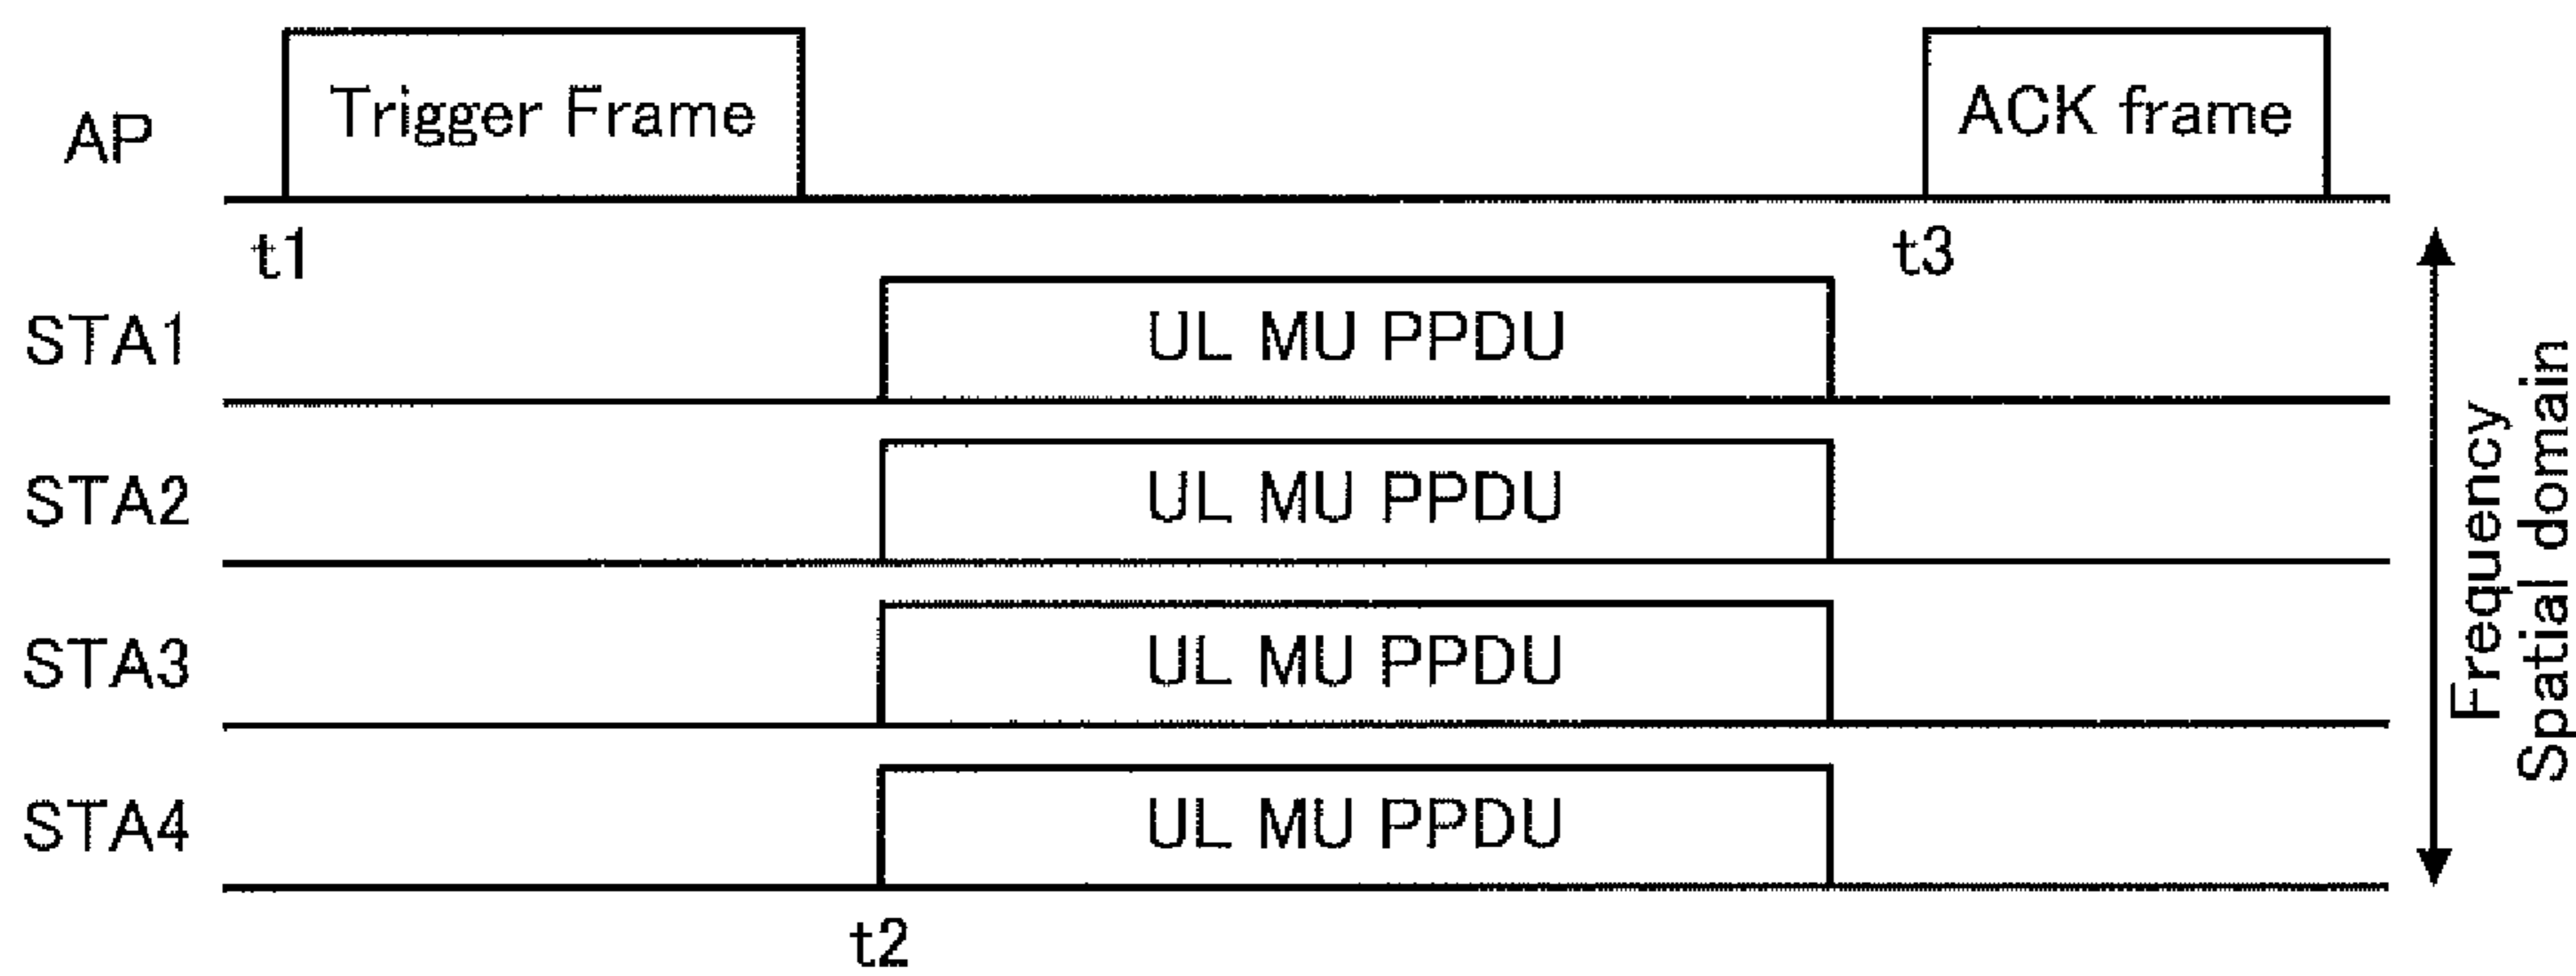 AP Trigger Frame ACK frame
t1 t3
STA1 UL MU PPDU
STA2 UL MU PPDU
STA3 UL MU PPDU
STA4 UL MU PPDU
t2
Frequency
Spatial domain